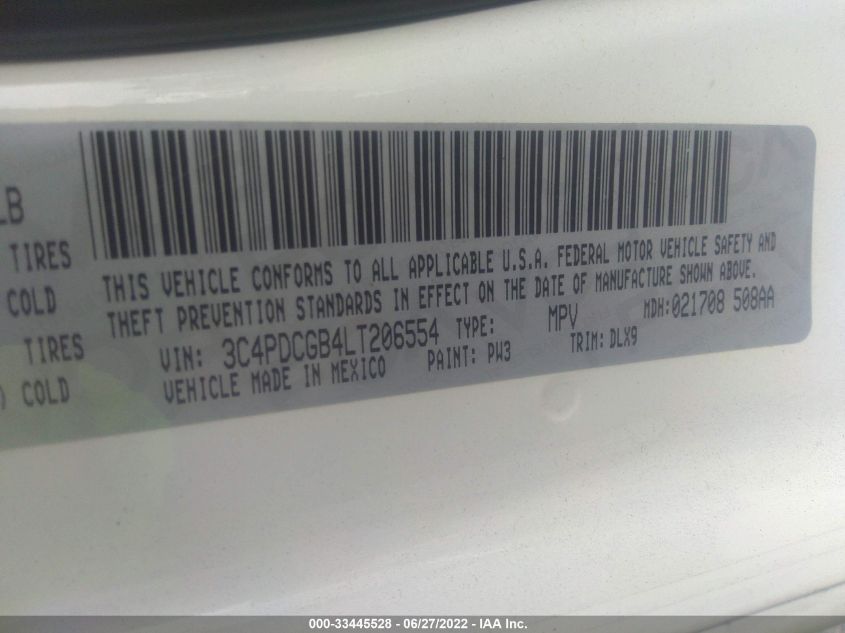 LB
TIRES
COLD
TIRES
) COLD
THIS VEHICLE CONFORMS TO ALL APPLICABLE U.S.A. FEDERAL MOTOR VEHICLE SAFETY AND
THEFT PREVENTION STANDARDS IN EFFECT ON THE DATE OF MANUFACTURE SHOWN ABOVE.
VIN: 3C4PDCGB4LT206554 TYPE: MPV MDH:021708 508AA
VEHICLE MADE IN MEXICO PAINT: PW3 TRIM: DLX9
000-33445528 - 06/27/2022 - IAA Inc.